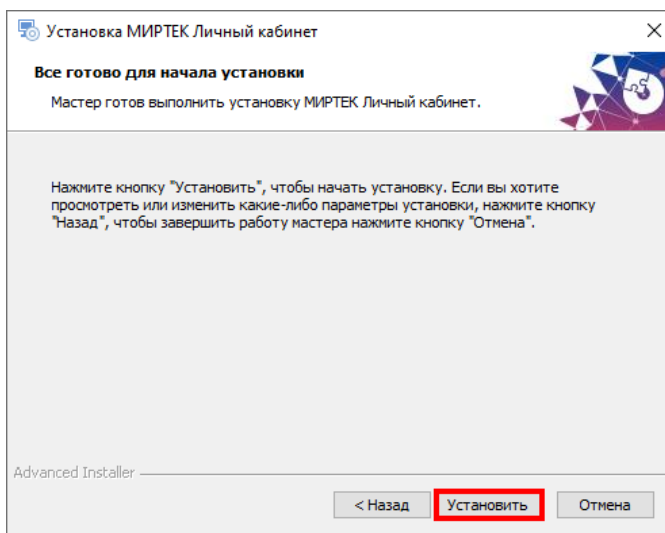 Установка МИРТЕК Личный кабинет
Все готово для начала установки
Мастер готов выполнить установку МИРТЕК Личный кабинет.
Нажмите кнопку "Установить", чтобы начать установку. Если вы хотите
просмотреть или изменить какие-либо параметры установки, нажмите кнопку
"Назад", чтобы завершить работу мастера нажмите кнопку "Отмена".
Advanced Installer
< Назад
Установить
Отмена